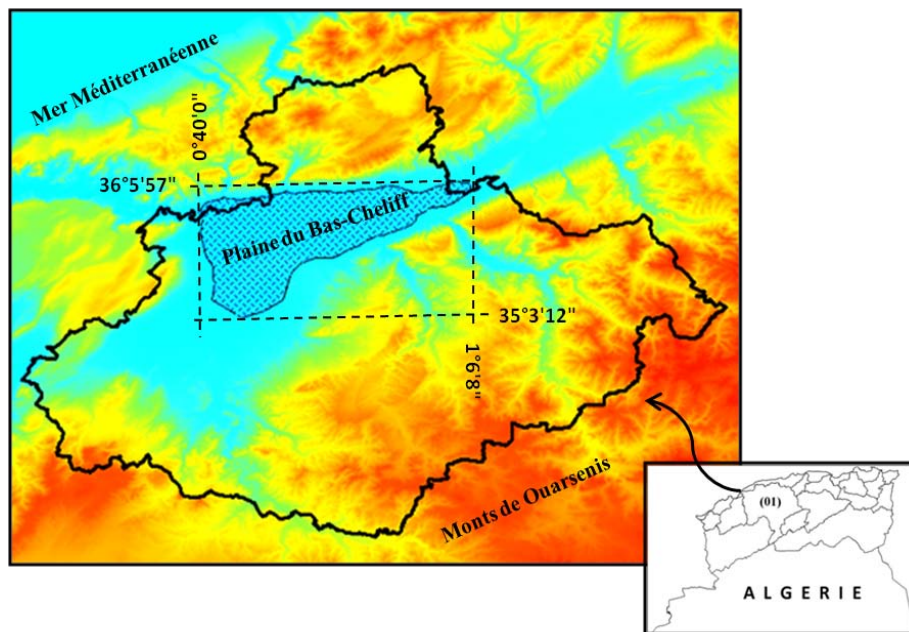 Mer Méditerranéenne
0°40'0"
36°5'57"
Plaine du Bas-Cheliff
35°3'12"
1°6'8"
Monts de Ouarsenis
(01)
ALGERIE